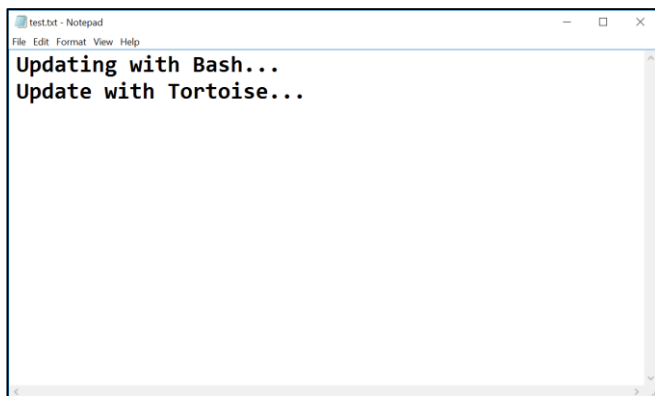 test.txt - Notepad
File Edit Format View Help
Updating with Bash...
Update with Tortoise...